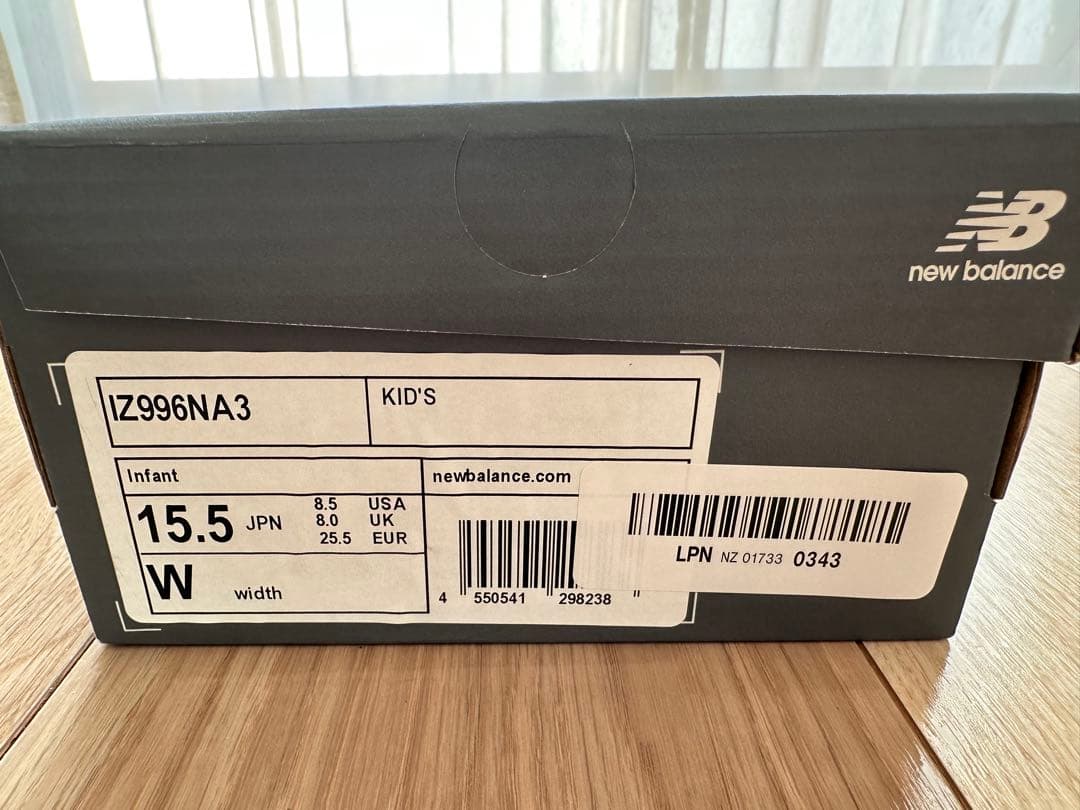 NB
new balance
IZ996NA3
KID'S
Infant
newbalance.com
15.5 JPN
8.5 USA
8.0 UK
25.5 EUR
W width
4 550541 298238
LPN NZ 01733 0343